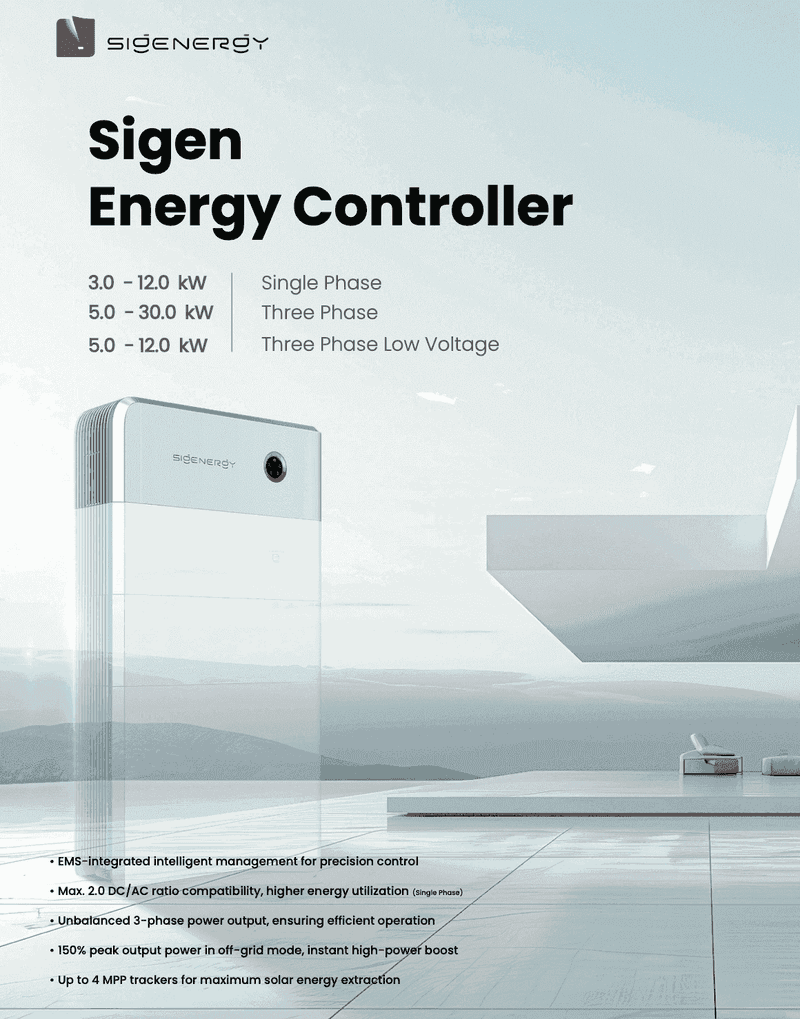 SIGENERGY
Sigen
Energy Controller
3.0 - 12.0 kW Single Phase
5.0 - 30.0 kW Three Phase
5.0 - 12.0 kW Three Phase Low Voltage
SIGENERGY
• EMS-integrated intelligent management for precision control
• Max. 2.0 DC/AC ratio compatibility, higher energy utilization (Single Phase)
• Unbalanced 3-phase power output, ensuring efficient operation
• 150% peak output power in off-grid mode, instant high-power boost
• Up to 4 MPP trackers for maximum solar energy extraction